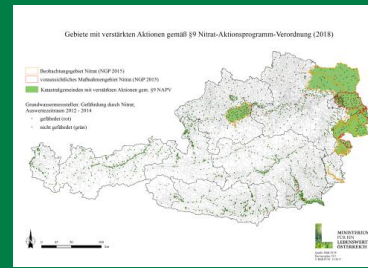 Gebiete mit verstärkten Aktionen gemäß §9 Nitrat-Aktionsprogramm-Verordnung (2018)
Beobachtungsgebiet Nitrat (NGP 2015)
voraussichtliches Maßnahmengebiet Nitrat (NGP 2015)
Katastralgemeinden mit verstärkten Aktionen gem. §9 NAPV
Grundwassermessstellen: Gefährdung durch Nitrat,
Auswertezeitraum 2012 - 2014
gefährdet (rot)
nicht gefährdet (grün)
MINISTERIUM
FÜR EIN
LEBENSWERTES
ÖSTERREICH